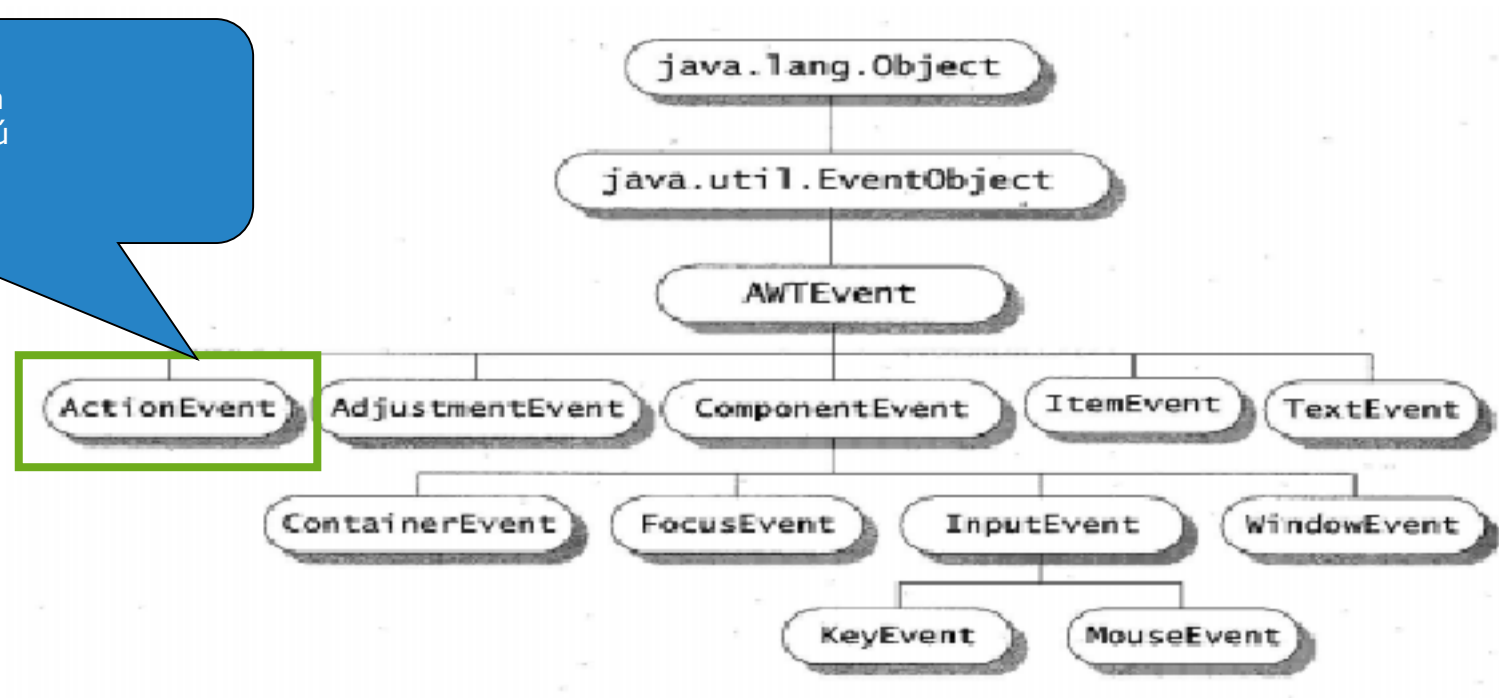 java.lang.Object
java.util.EventObject
AWTEvent
ActionEvent
AdjustmentEvent
ComponentEvent
ItemEvent
TextEvent
ContainerEvent
FocusEvent
InputEvent
WindowEvent
KeyEvent
MouseEvent